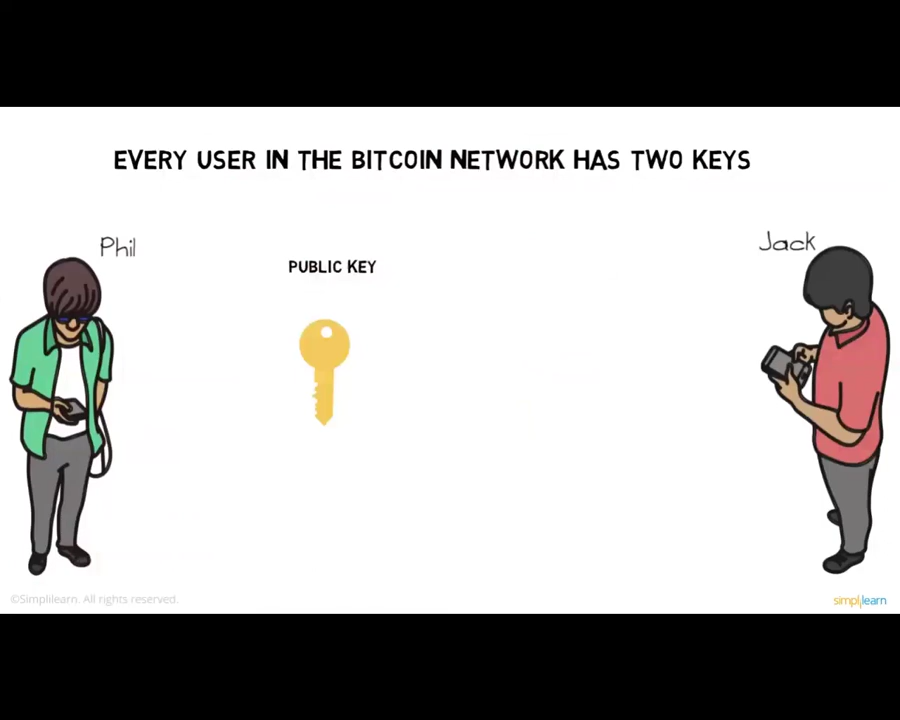 EVERY USER IN THE BITCOIN NETWORK HAS TWO KEYS
Phil
Jack
PUBLIC KEY
©Simplilearn. All rights reserved.
simplilearn